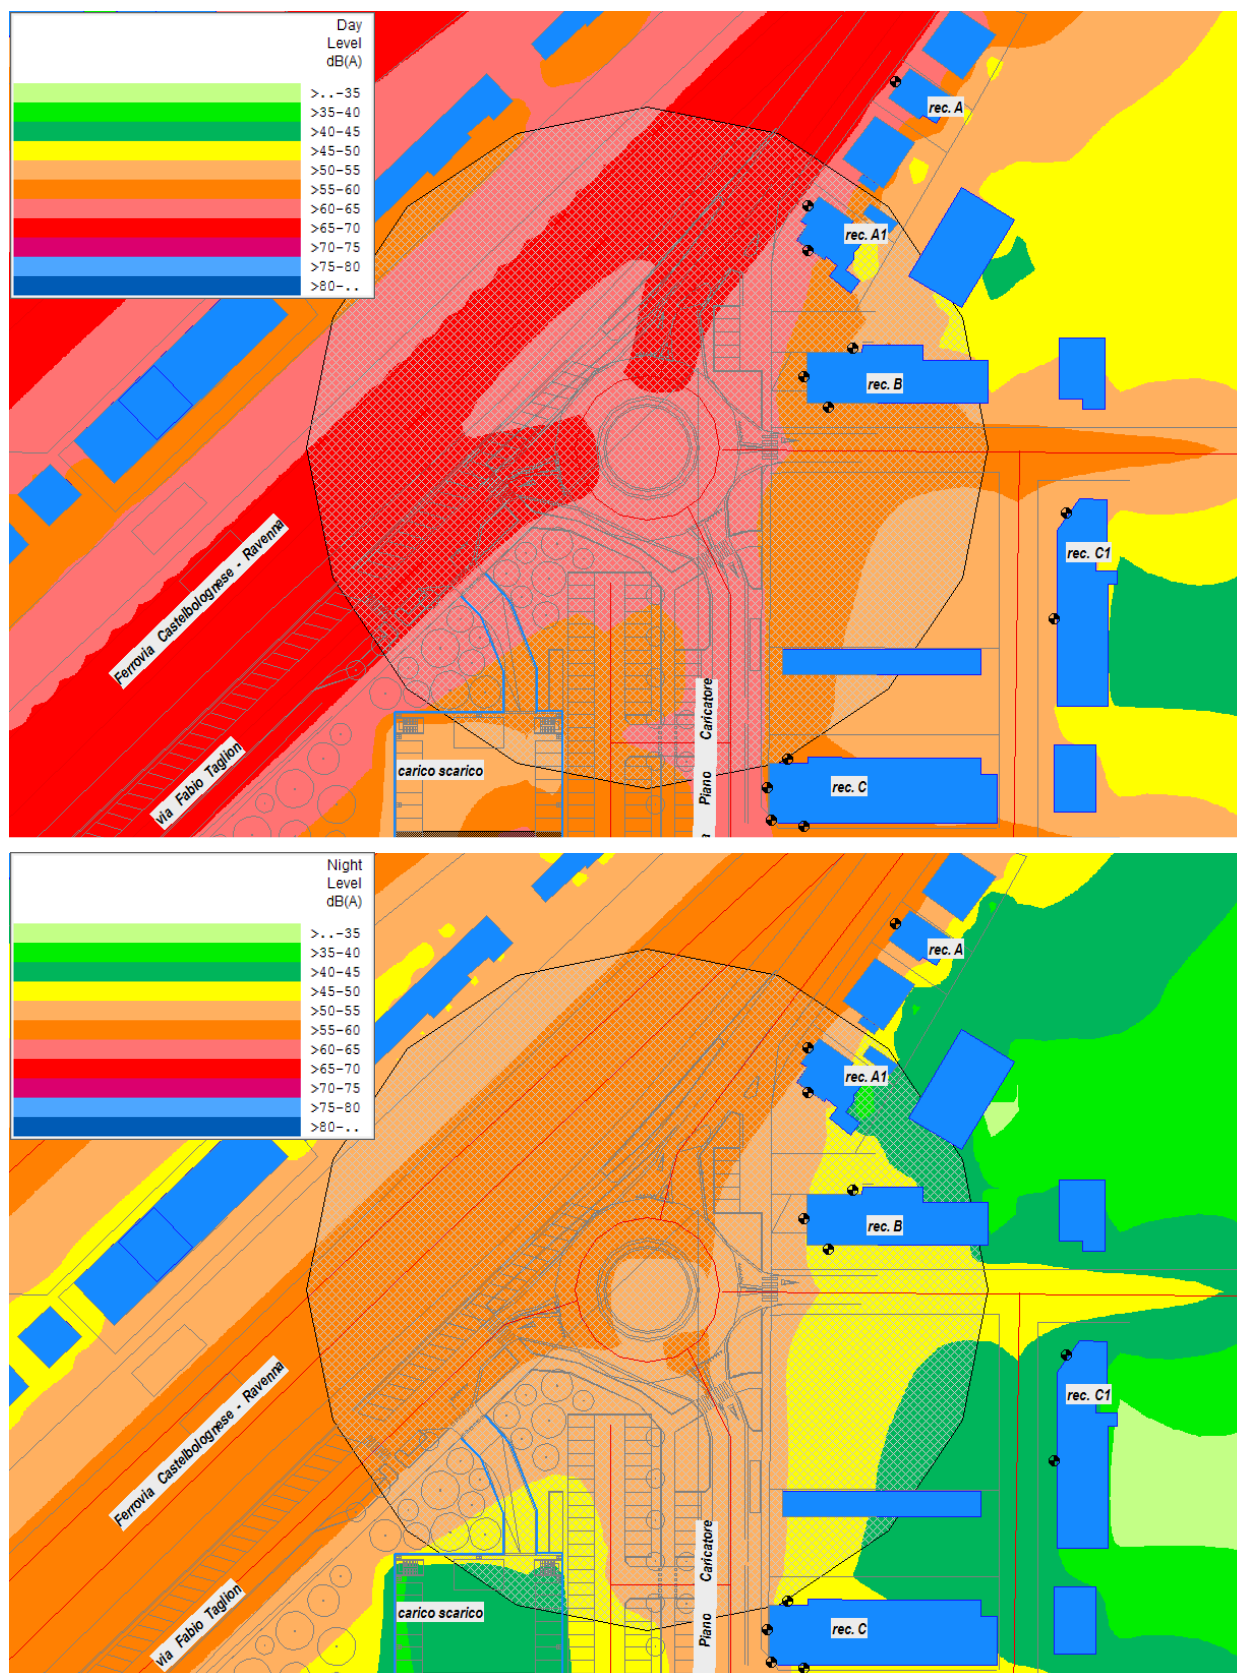 Day
Level
dB(A)
>..-35
>35-40
>40-45
>45-50
>50-55
>55-60
>60-65
>65-70
>70-75
>75-80
>80-..
rec. A
rec. A1
rec. B
rec. C1
Ferrovia Castelbolognese - Ravenna
via Fabio Taglion
carico scarico
Piano Caricatore
rec. C
Night
Level
dB(A)
>..-35
>35-40
>40-45
>45-50
>50-55
>55-60
>60-65
>65-70
>70-75
>75-80
>80-..
rec. A
rec. A1
rec. B
rec. C1
Ferrovia Castelbolognese - Ravenna
via Fabio Taglion
carico scarico
Piano Caricatore
rec. C